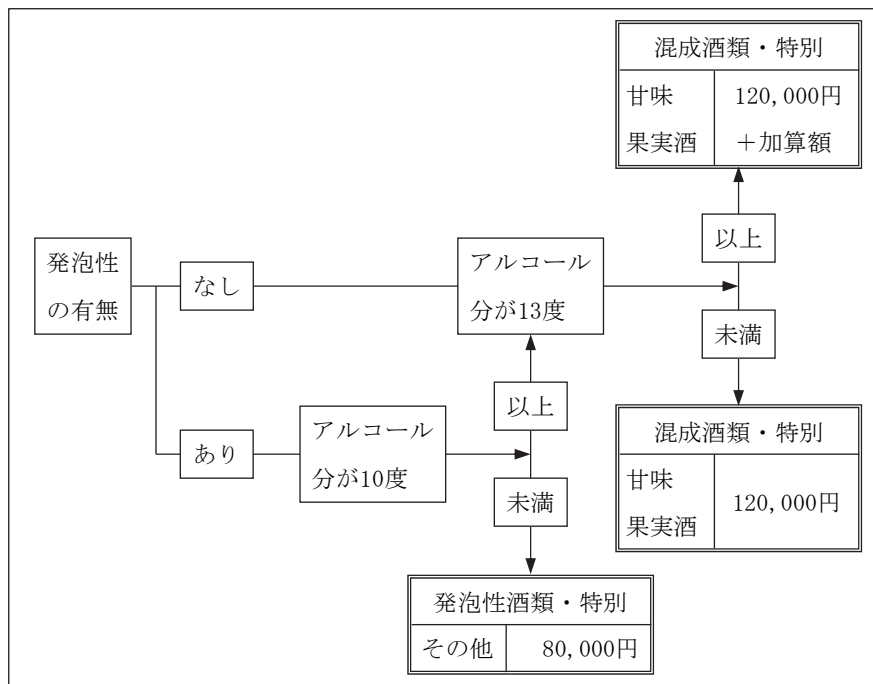 混成酒類・特別
甘味
果実酒
120,000円
＋加算額
以上
発泡性
の有無
なし
アルコール
分が13度
未満
以上
あり
アルコール
分が10度
混成酒類・特別
甘味
果実酒
120,000円
未満
発泡性酒類・特別
その他
80,000円